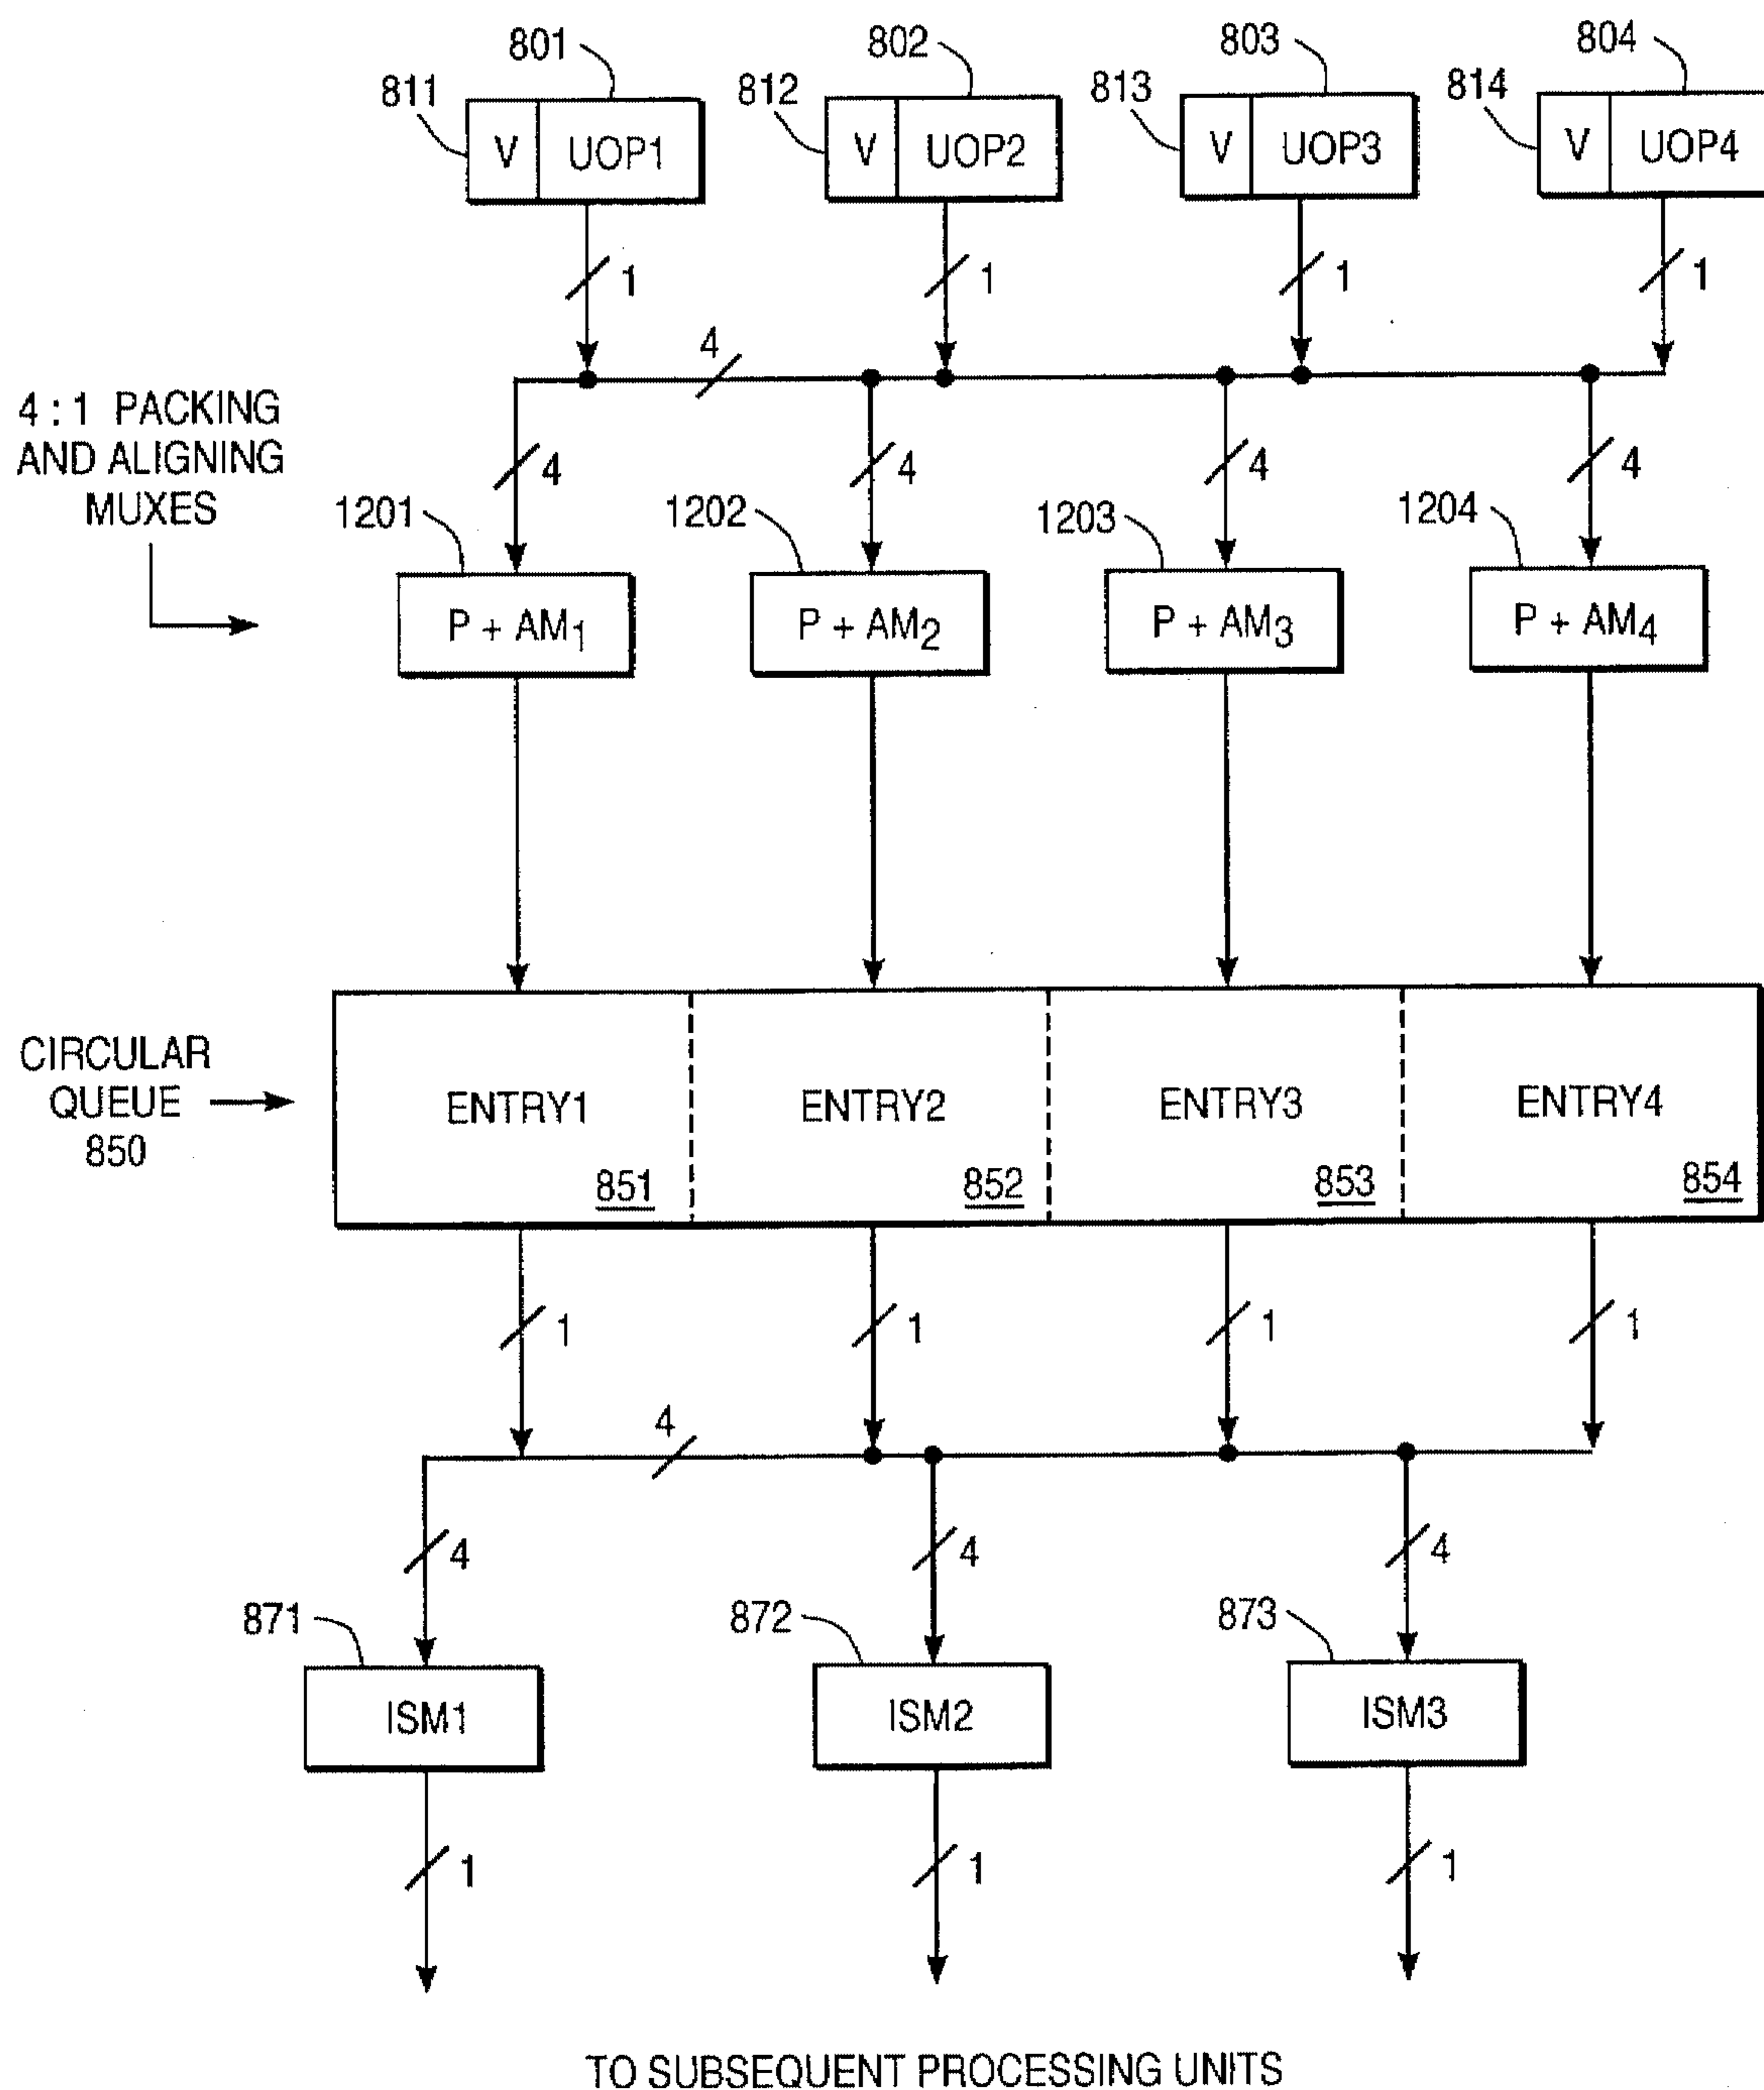 801
802
803
804
811
812
813
814
V UOP1
V UOP2
V UOP3
V UOP4
1
1
1
1
4
4 : 1 PACKING
AND ALIGNING
MUXES
4
4
4
4
1201
1202
1203
1204
P + AM1
P + AM2
P + AM3
P + AM4
CIRCULAR
QUEUE
850
ENTRY1
ENTRY2
ENTRY3
ENTRY4
851
852
853
854
1
1
1
1
4
4
4
4
871
872
873
ISM1
ISM2
ISM3
1
1
1
TO SUBSEQUENT PROCESSING UNITS